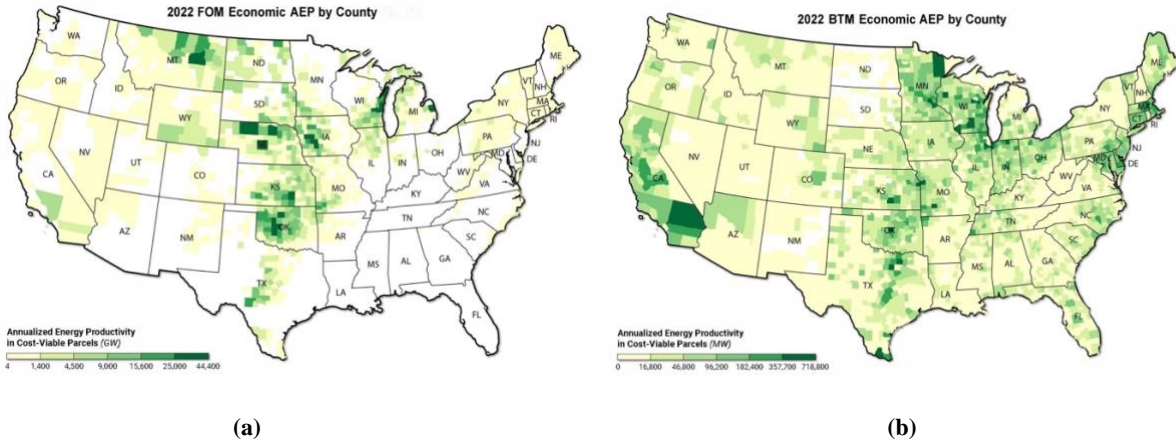 2022 FOM Economic AEP by County
WA
OR
CA
NV
ID
MT
WY
UT
AZ
CO
NM
ND
SD
NE
KS
OK
TX
MN
IA
MO
AR
LA
WI
IL
MI
IN
OH
KY
TN
MS
AL
GA
FL
SC
NC
VA
WV
PA
NY
VT
NH
ME
MA
CT
RI
NJ
DE
MD
Annualized Energy Productivity
in Cost-Viable Parcels (GW)
4 1,400 4,500 9,000 15,600 25,000 44,400
(a)
2022 BTM Economic AEP by County
WA
OR
CA
NV
ID
MT
WY
UT
AZ
CO
NM
ND
SD
NE
KS
OK
TX
MN
IA
MO
AR
LA
WI
IL
MI
IN
OH
KY
TN
MS
AL
GA
FL
SC
NC
VA
WV
PA
NY
VT
NH
ME
MA
CT
RI
NJ
DE
MD
Annualized Energy Productivity
in Cost-Viable Parcels (MW)
0 16,800 46,800 96,200 182,400 357,700 718,800
(b)